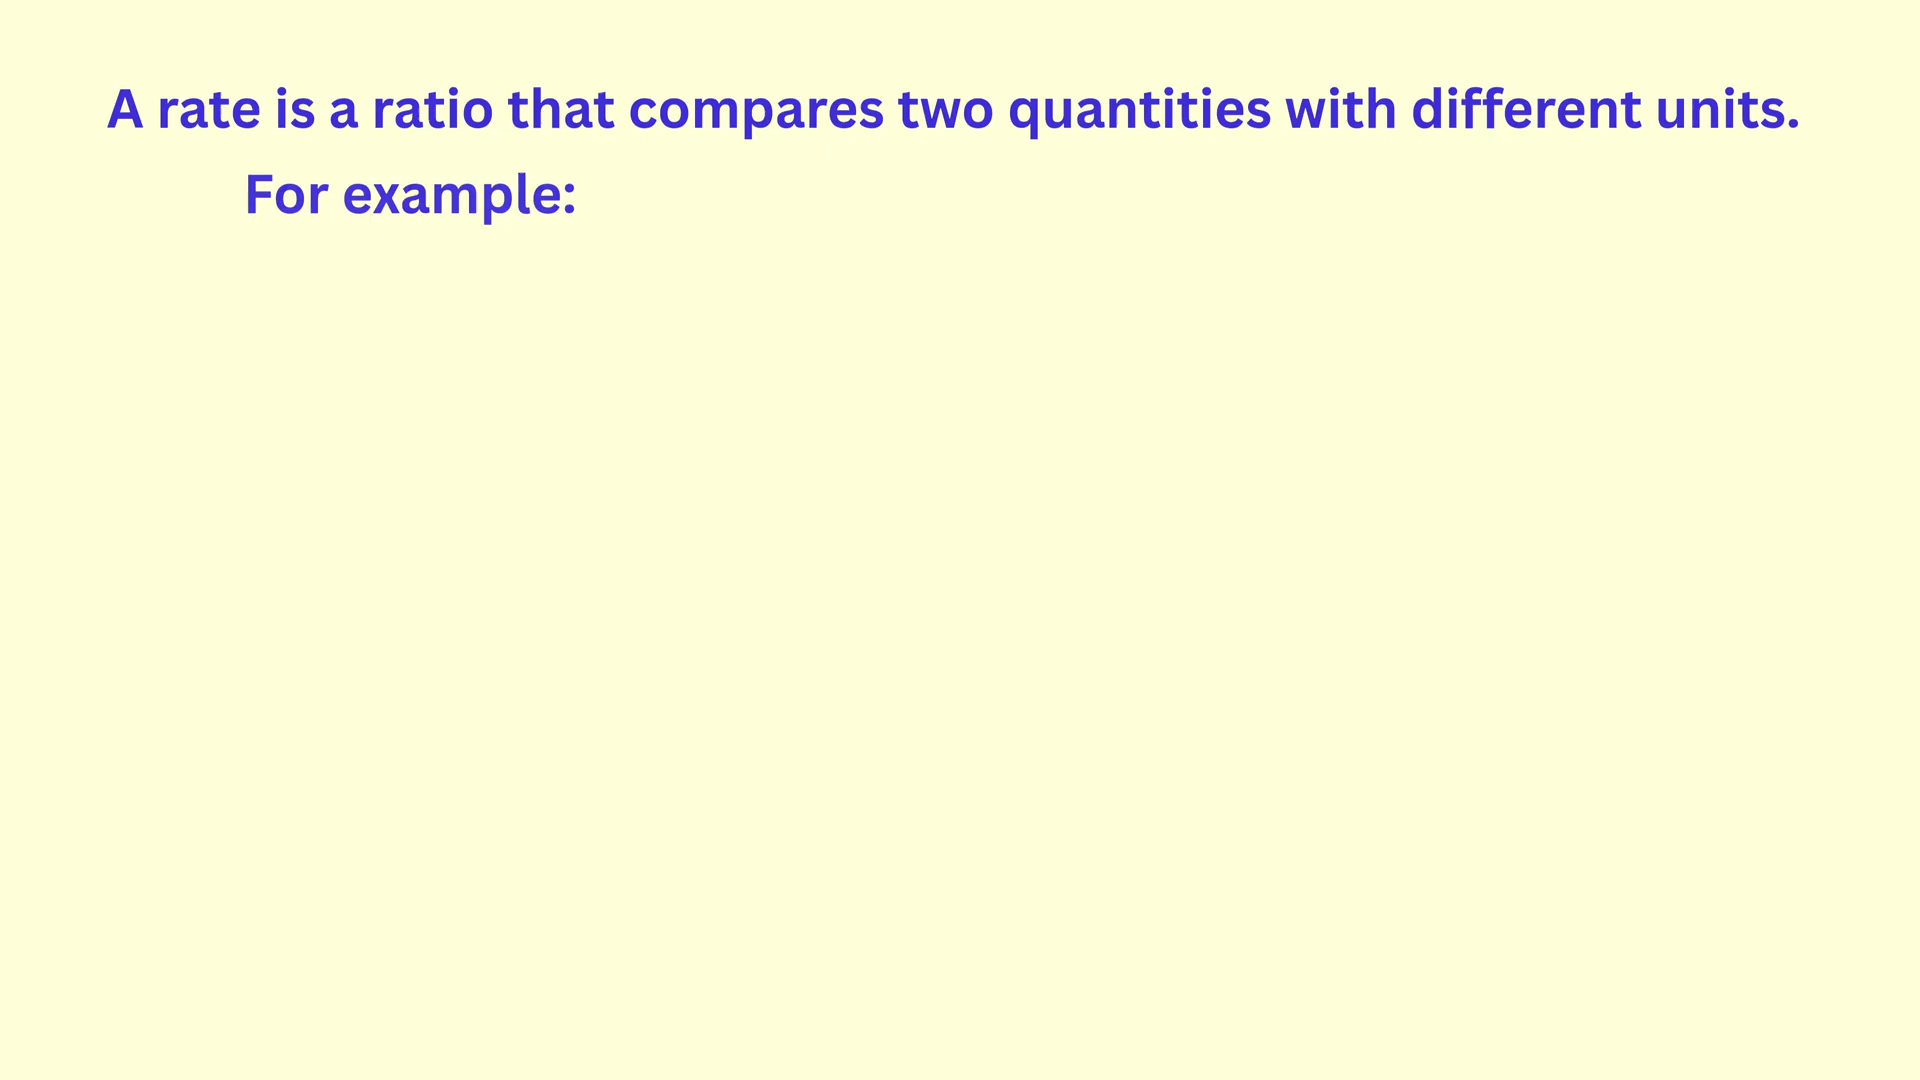 A rate is a ratio that compares two quantities with different units.
For example: